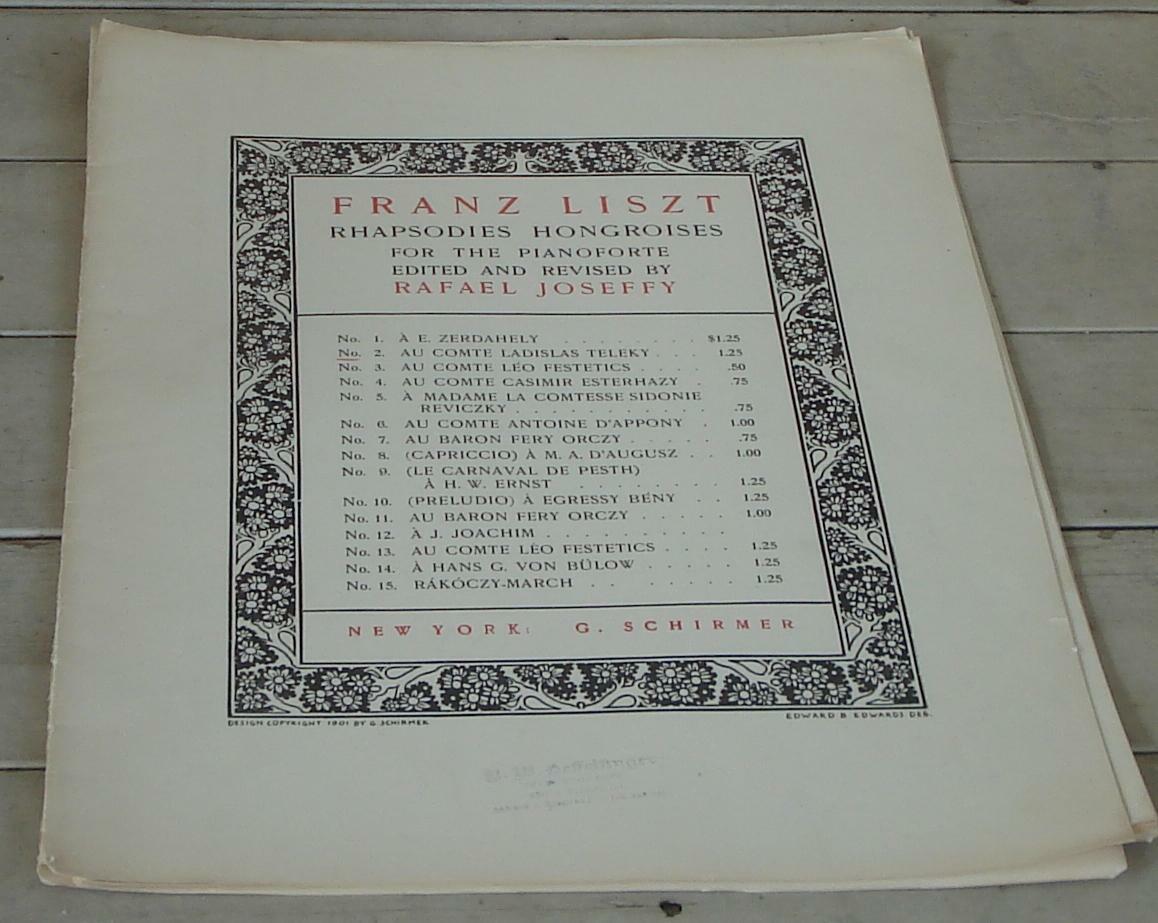 FRANZ LISZT
RHAPSODIES HONGROISES
FOR THE PIANOFORTE
EDITED AND REVISED BY
RAFAEL JOSEFFY
No. 1. À E. ZERDAHELY . . . . . . . . $1.25
No. 2. AU COMTE LADISLAS TELEKY . . . 1.25
No. 3. AU COMTE LÉO FESTETICS . . . . .50
No. 4. AU COMTE CASIMIR ESTERHAZY . .75
No. 5. À MADAME LA COMTESSE SIDONIE
REVICZKY . . . . . . . . . . . .75
No. 6. AU COMTE ANTOINE D'APPONY . 1.00
No. 7. AU BARON FERY ORCZY . . . . . .75
No. 8. (CAPRICCIO) À M. A. D'AUGUSZ . . 1.00
No. 9. (LE CARNAVAL DE PESTH)
À H. W. ERNST . . . . . . . . 1.25
No. 10. (PRELUDIO) À EGRESSY BÉNY . . 1.25
No. 11. AU BARON FERY ORCZY . . . . . 1.00
No. 12. À J. JOACHIM . . . . . . . . .
No. 13. AU COMTE LÉO FESTETICS . . . . 1.25
No. 14. À HANS G. VON BÜLOW . . . . . 1.25
No. 15. RÁKÓCZY-MARCH . . . . . . . 1.25
NEW YORK: G. SCHIRMER
DESIGN COPYRIGHT 1901 BY G. SCHIRMER
EDWARD B. EDWARDS. DES.